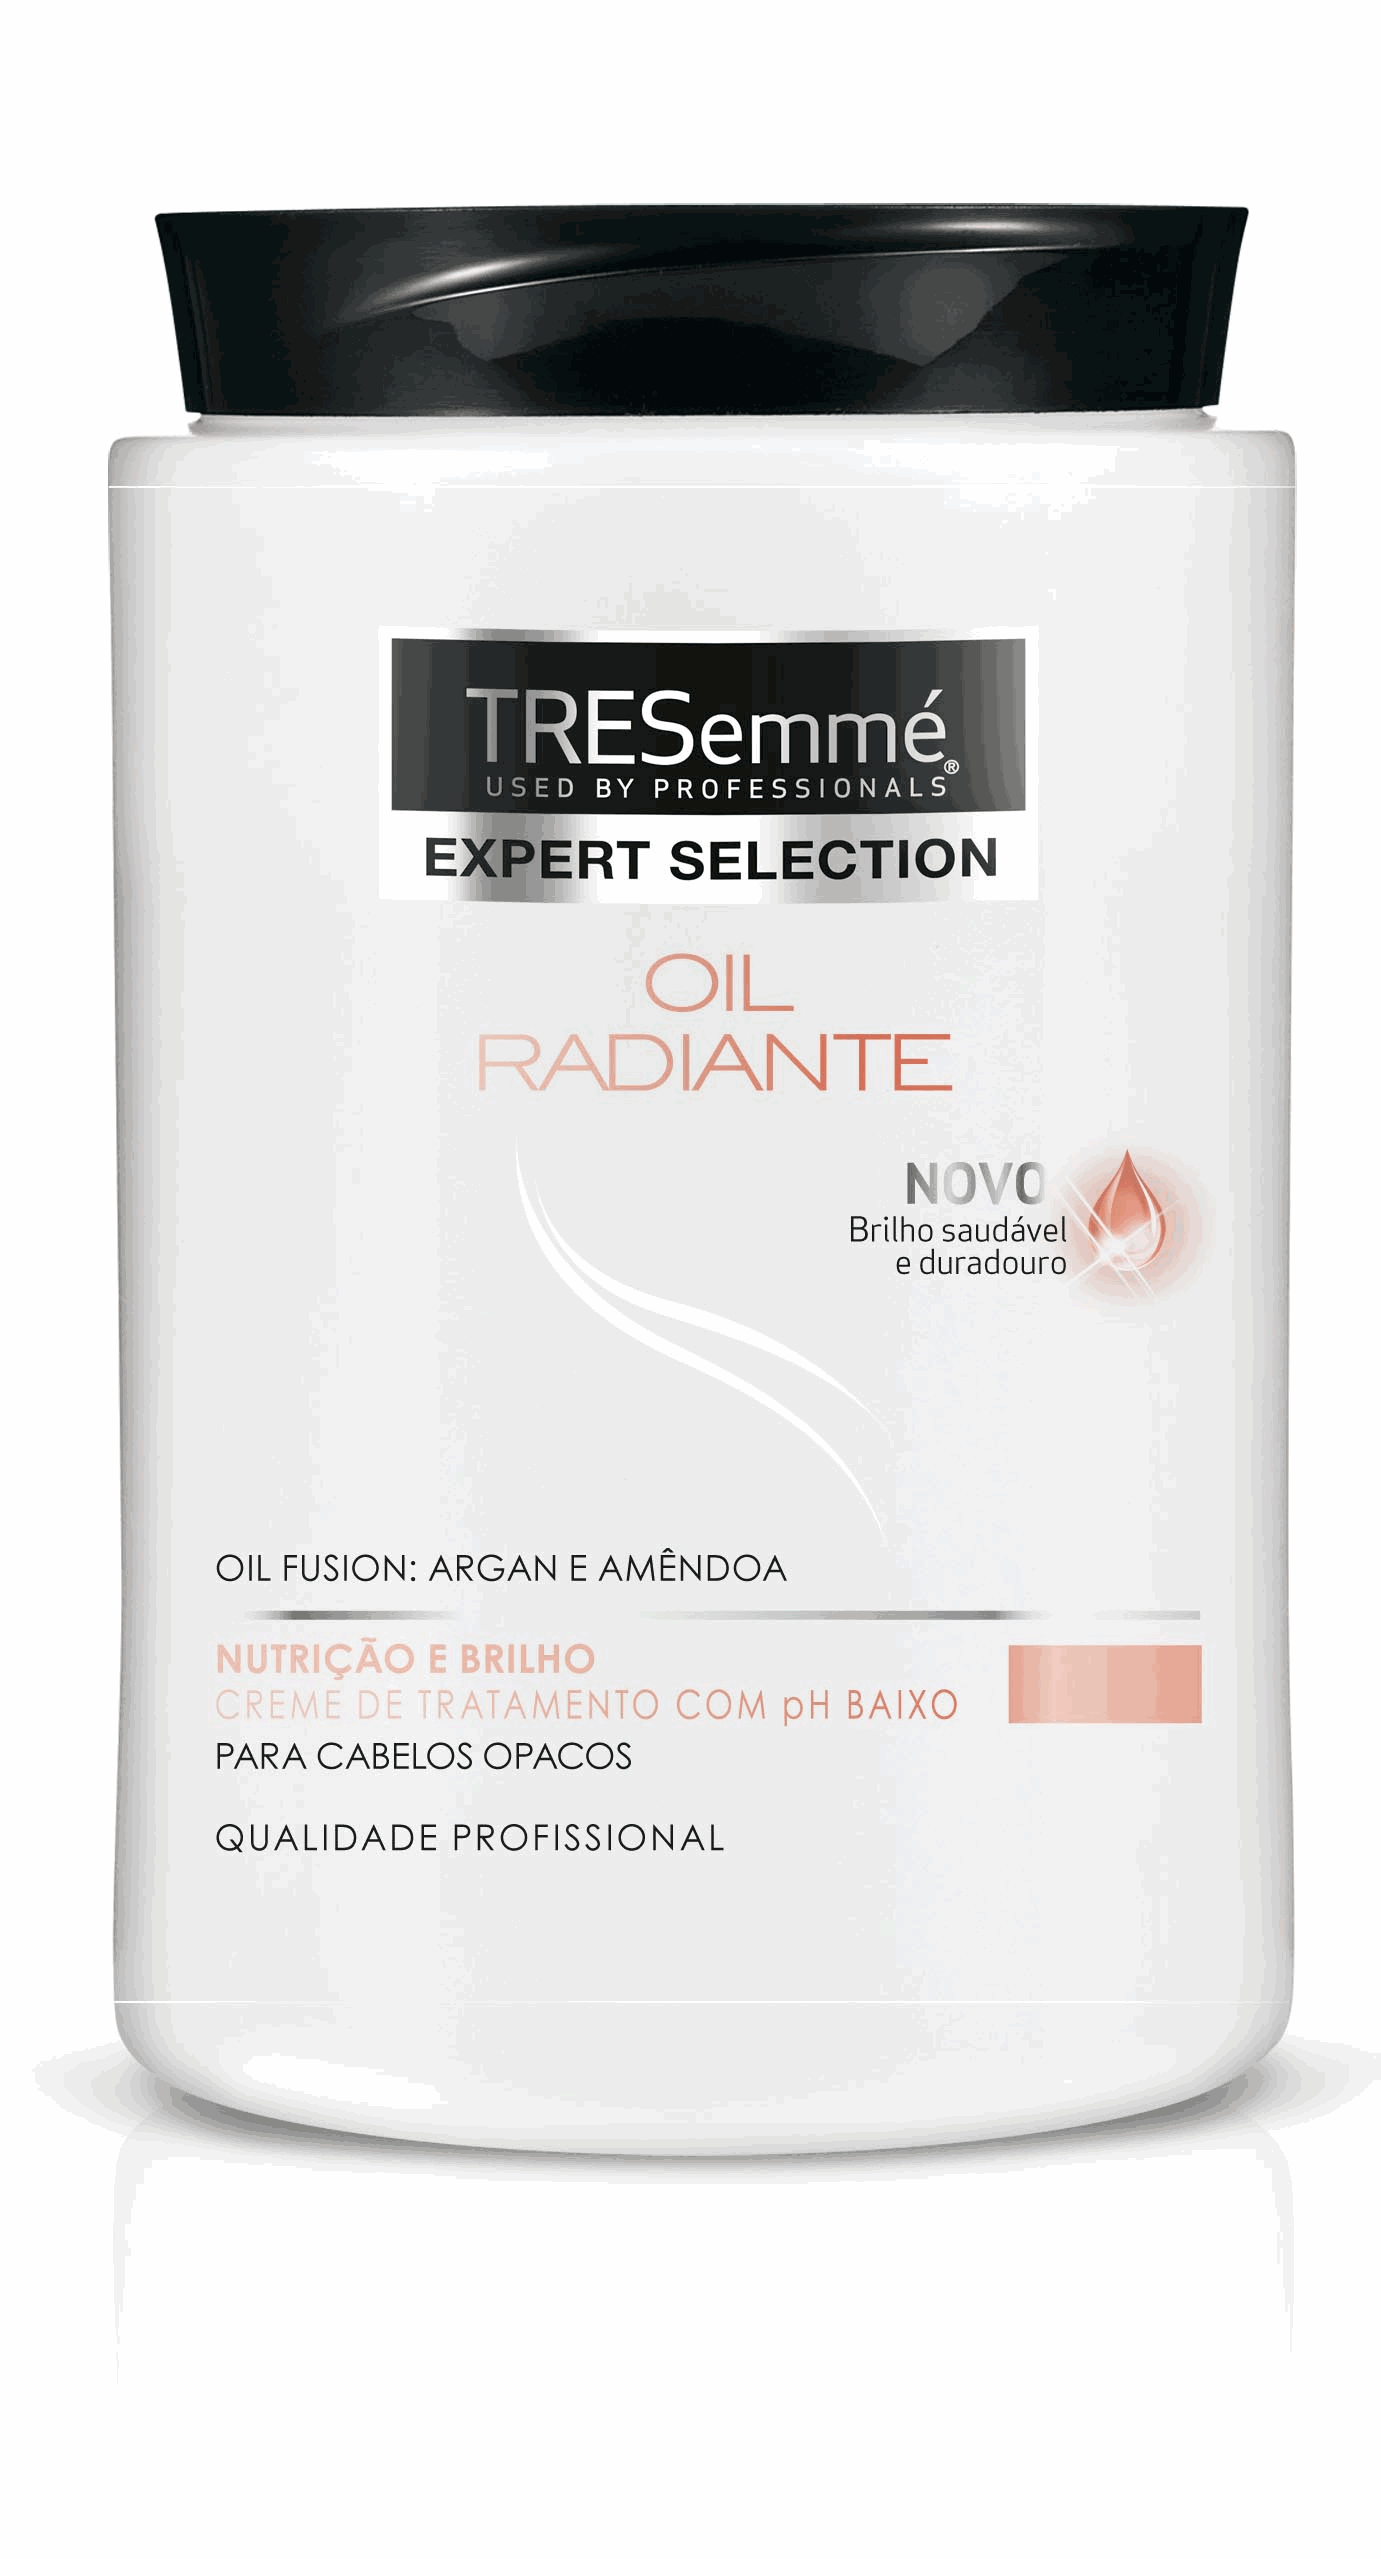 TRESemmé®
USED BY PROFESSIONALS
EXPERT SELECTION
OIL
RADIANTE
NOVO
Brilho saudável
e duradouro
OIL FUSION: ARGAN E AMÊNDOA
NUTRIÇÃO E BRILHO
CREME DE TRATAMENTO COM pH BAIXO
PARA CABELOS OPACOS
QUALIDADE PROFISSIONAL